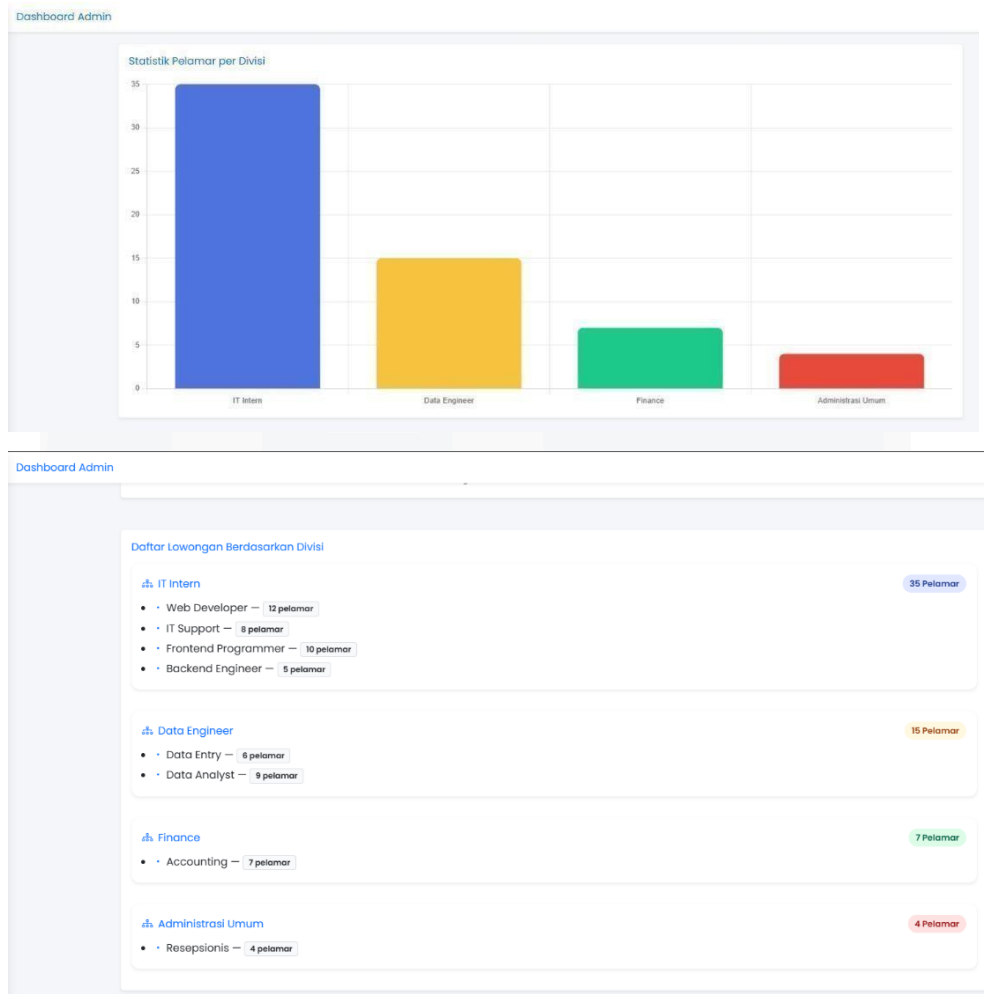 Dashboard Admin
Statistik Pelamar per Divisi
35
30
25
20
15
10
5
0
IT Intern Data Engineer Finance Administrasi Umum
Dashboard Admin
Daftar Lowongan Berdasarkan Divisi
IT Intern 35 Pelamar
• · Web Developer — 12 pelamar
• · IT Support — 8 pelamar
• · Frontend Programmer — 10 pelamar
• · Backend Engineer — 5 pelamar
Data Engineer 15 Pelamar
• · Data Entry — 6 pelamar
• · Data Analyst — 9 pelamar
Finance 7 Pelamar
• · Accounting — 7 pelamar
Administrasi Umum 4 Pelamar
• · Resepsionis — 4 pelamar